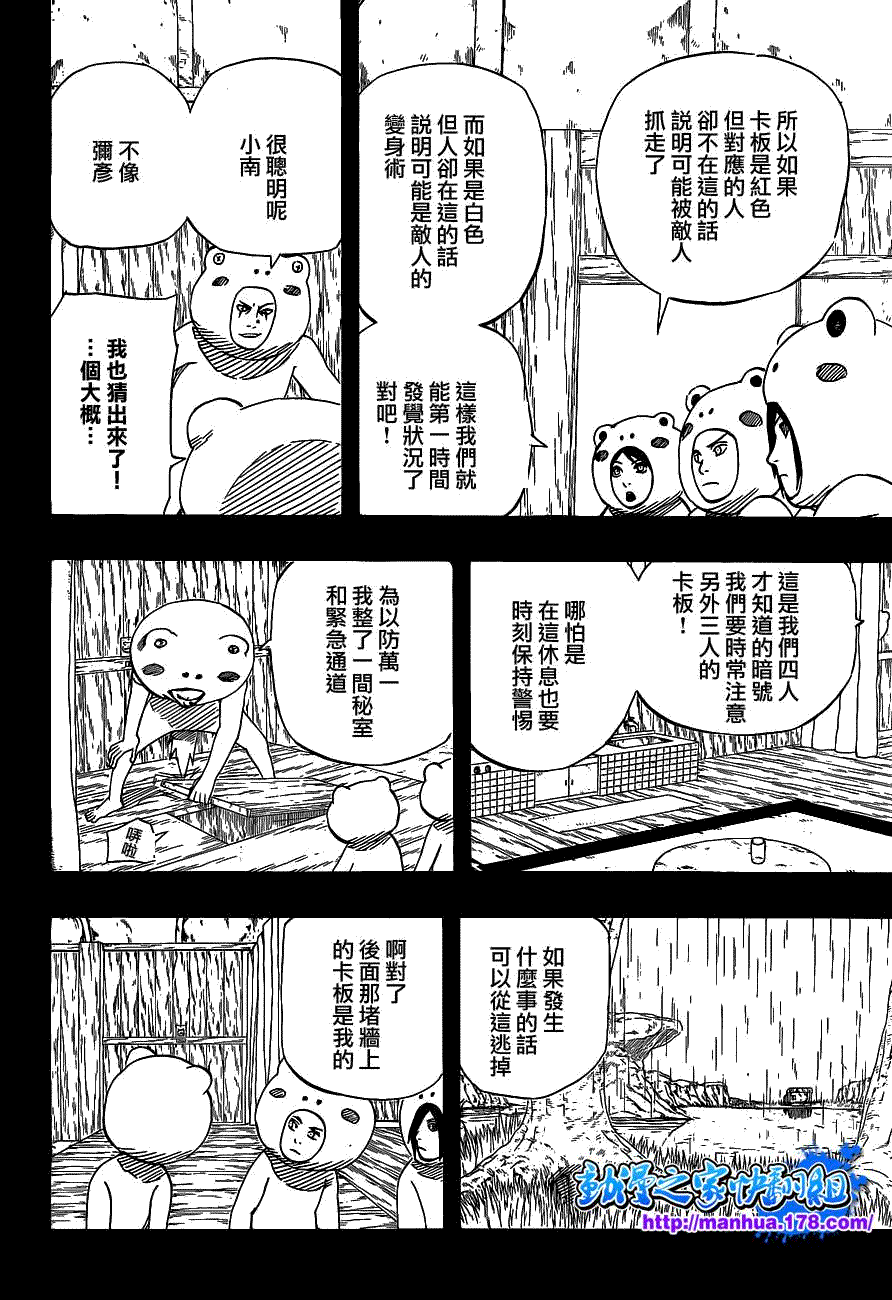 所以如果
卡板是紅色
但對應的人
卻不在這的話
說明可能被敵人
抓走了
而如果是白色
但人卻在這的話
說明可能是敵人的
變身術
這樣我們就
能第一時間
發覺狀況了
對吧！
很聰明呢
小南
不像
彌彥
我也猜出來了！
…個大概…
這是我們四人
才知道的暗號
我們要時常注意
另外三人的
卡板！
哪怕是
在這休息也要
時刻保持警惕
為以防萬一
我整了一間秘室
和緊急通道
啪啦
如果發生
什麼事的話
可以從這逃掉
啊對了
後面那堵牆上
的卡板是我的
動漫之家快翻組
http://manhua.178.com/